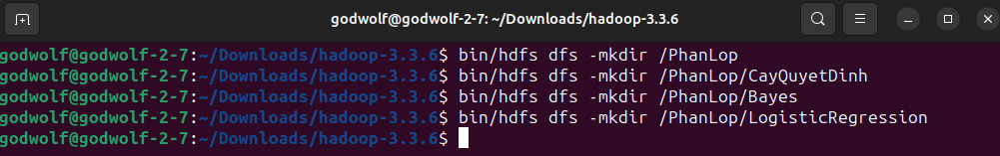 godwolf@godwolf-2-7: ~/Downloads/hadoop-3.3.6
godwolf@godwolf-2-7:~/Downloads/hadoop-3.3.6$ bin/hdfs dfs -mkdir /PhanLop
godwolf@godwolf-2-7:~/Downloads/hadoop-3.3.6$ bin/hdfs dfs -mkdir /PhanLop/CayQuyetDinh
godwolf@godwolf-2-7:~/Downloads/hadoop-3.3.6$ bin/hdfs dfs -mkdir /PhanLop/Bayes
godwolf@godwolf-2-7:~/Downloads/hadoop-3.3.6$ bin/hdfs dfs -mkdir /PhanLop/LogisticRegression
godwolf@godwolf-2-7:~/Downloads/hadoop-3.3.6$